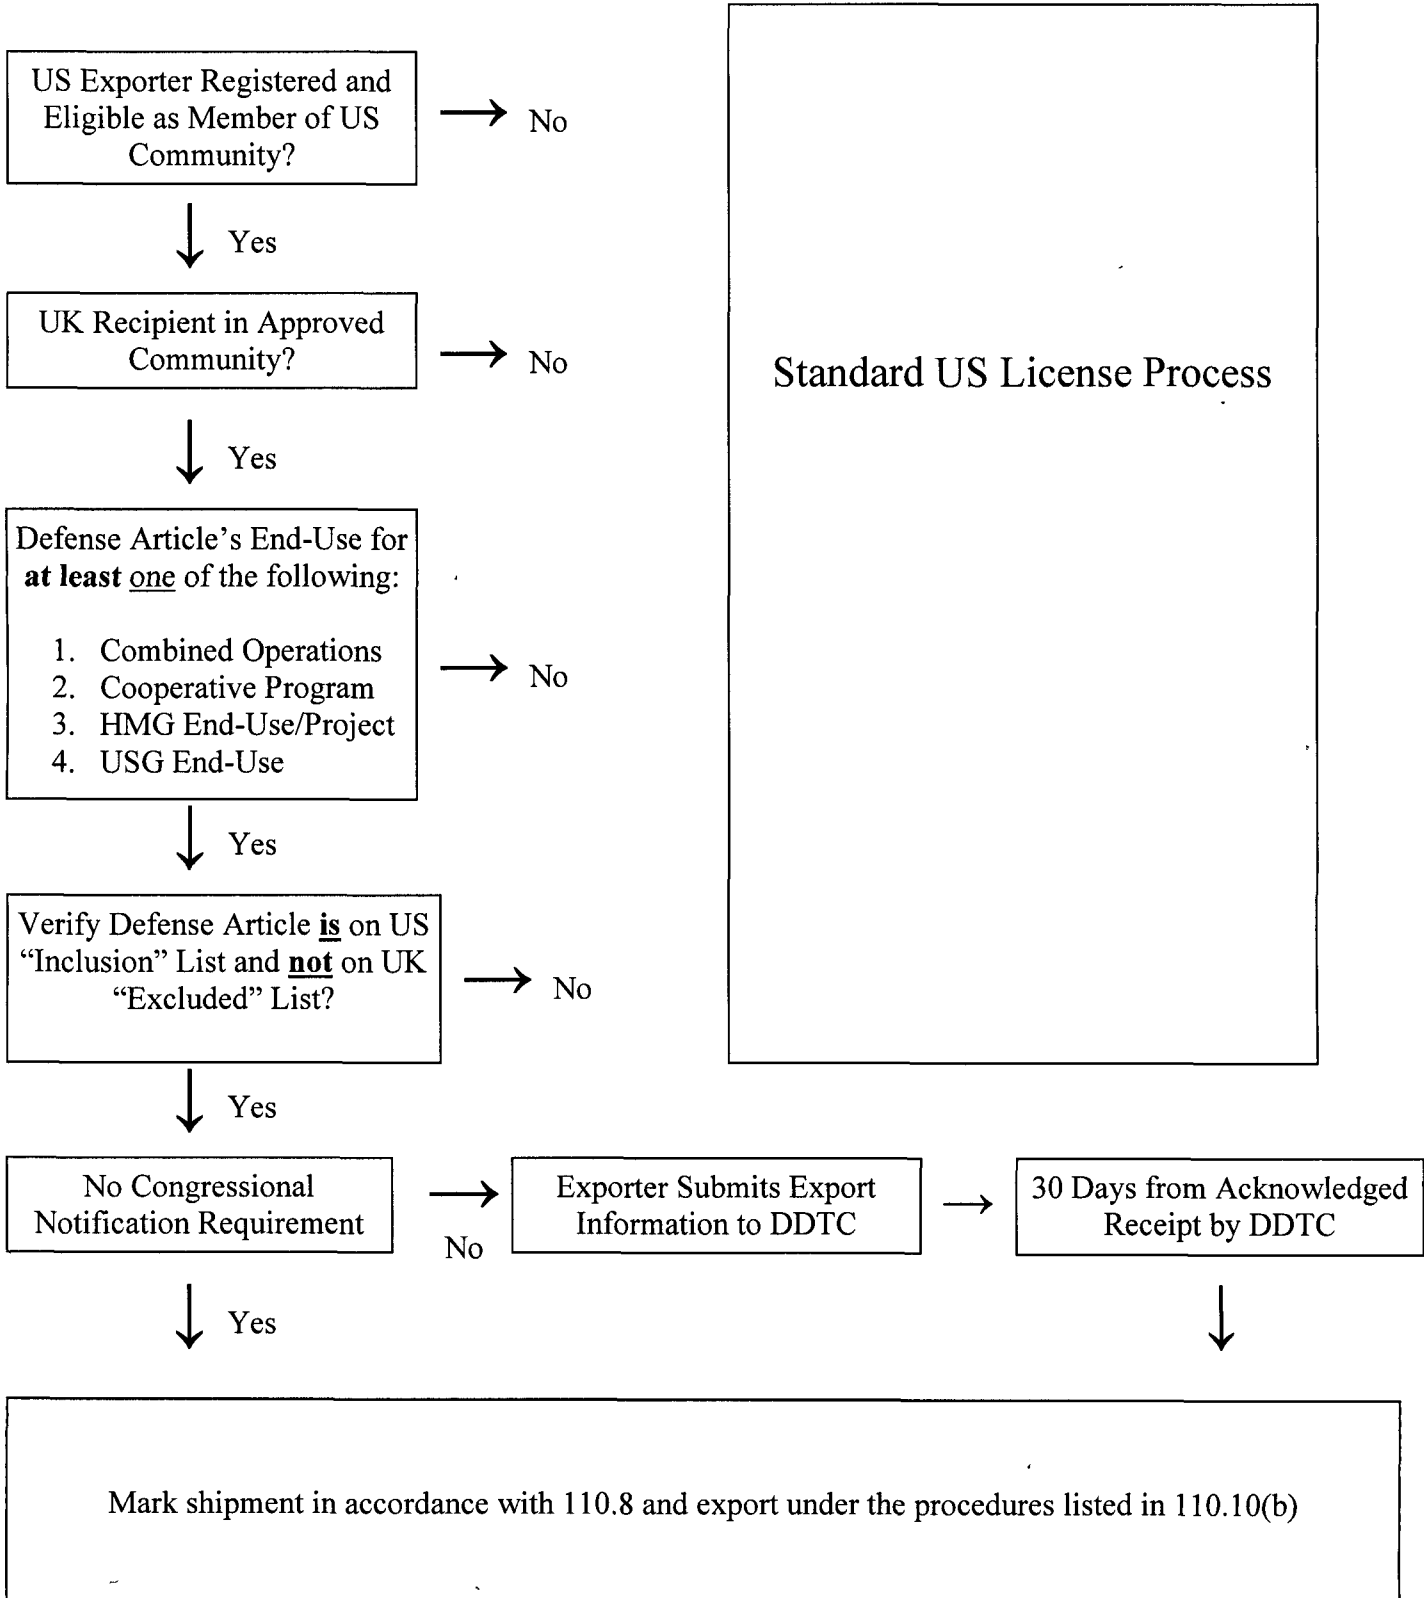 US Exporter Registered and
Eligible as Member of US
Community?
No
Yes
UK Recipient in Approved
Community?
No
Standard US License Process
Yes
Defense Article's End-Use for
at least one of the following:
1. Combined Operations
2. Cooperative Program
3. HMG End-Use/Project
4. USG End-Use
No
Yes
Verify Defense Article is on US
“Inclusion” List and not on UK
“Excluded” List?
No
Yes
No Congressional
Notification Requirement
No
Exporter Submits Export
Information to DDTC
30 Days from Acknowledged
Receipt by DDTC
Yes
Mark shipment in accordance with 110.8 and export under the procedures listed in 110.10(b)